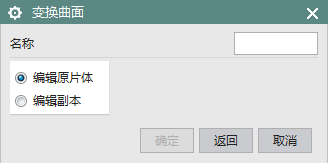 变换曲面
名称
编辑原片体
编辑副本
确定 返回 取消